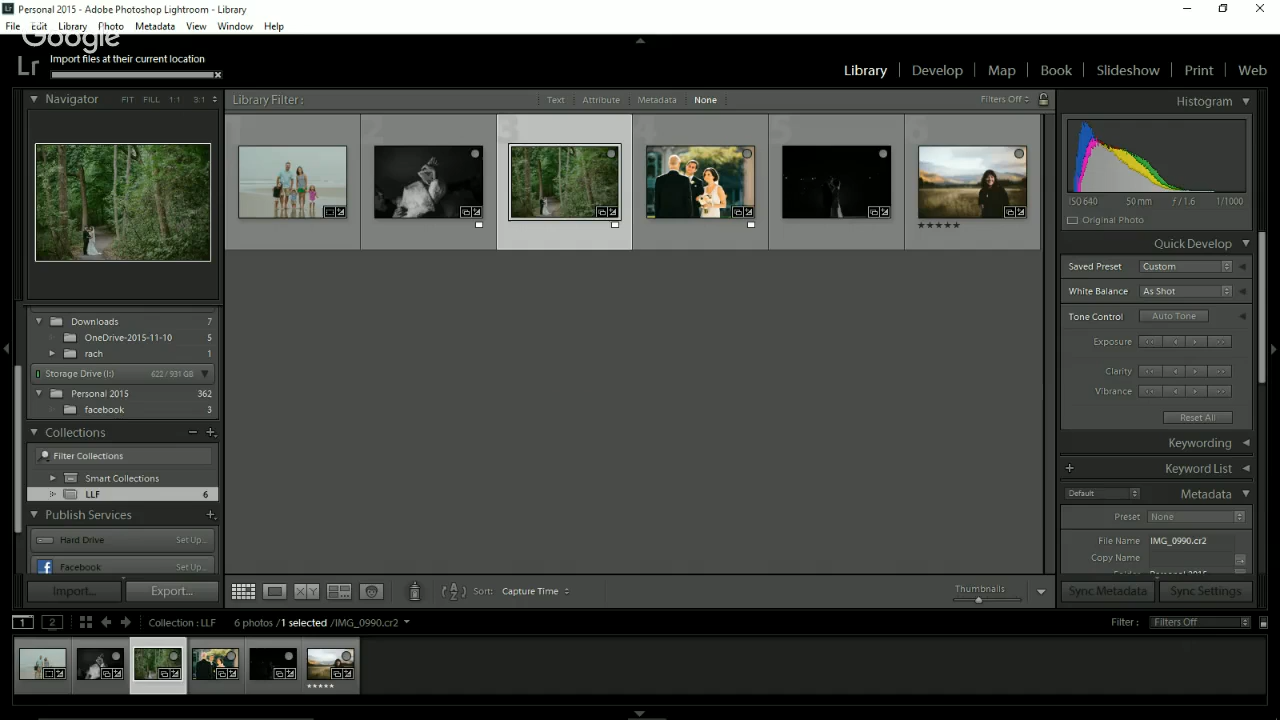 Personal 2015 - Adobe Photoshop Lightroom - Library
File Edit Library Photo Metadata View Window Help
Google
Lr Import files at their current location
Library Develop Map Book Slideshow Print Web
Navigator FIT FILL 1:1 3:1
Library Filter : Text Attribute Metadata None Filters Off
Histogram
1 2 3 4 5 6
ISO 640 50 mm ƒ / 1.6 1/1000
Original Photo
Quick Develop
Saved Preset Custom
White Balance As Shot
Tone Control Auto Tone
Exposure
Clarity
Vibrance
Reset All
Keywording
Keyword List
Default Metadata
Preset None
File Name IMG_0990.cr2
Copy Name
Sync Metadata Sync Settings
Downloads 7
OneDrive-2015-11-10 5
rach 1
Storage Drive (I:) 622 / 931 GB
Personal 2015 362
facebook 3
Collections
Filter Collections
Smart Collections
LLF 6
Publish Services
Hard Drive Set Up...
Facebook Set Up...
Import... Export...
Sort: Capture Time Thumbnails
1 2 Collection : LLF 6 photos / 1 selected / IMG_0990.cr2 Filter : Filters Off